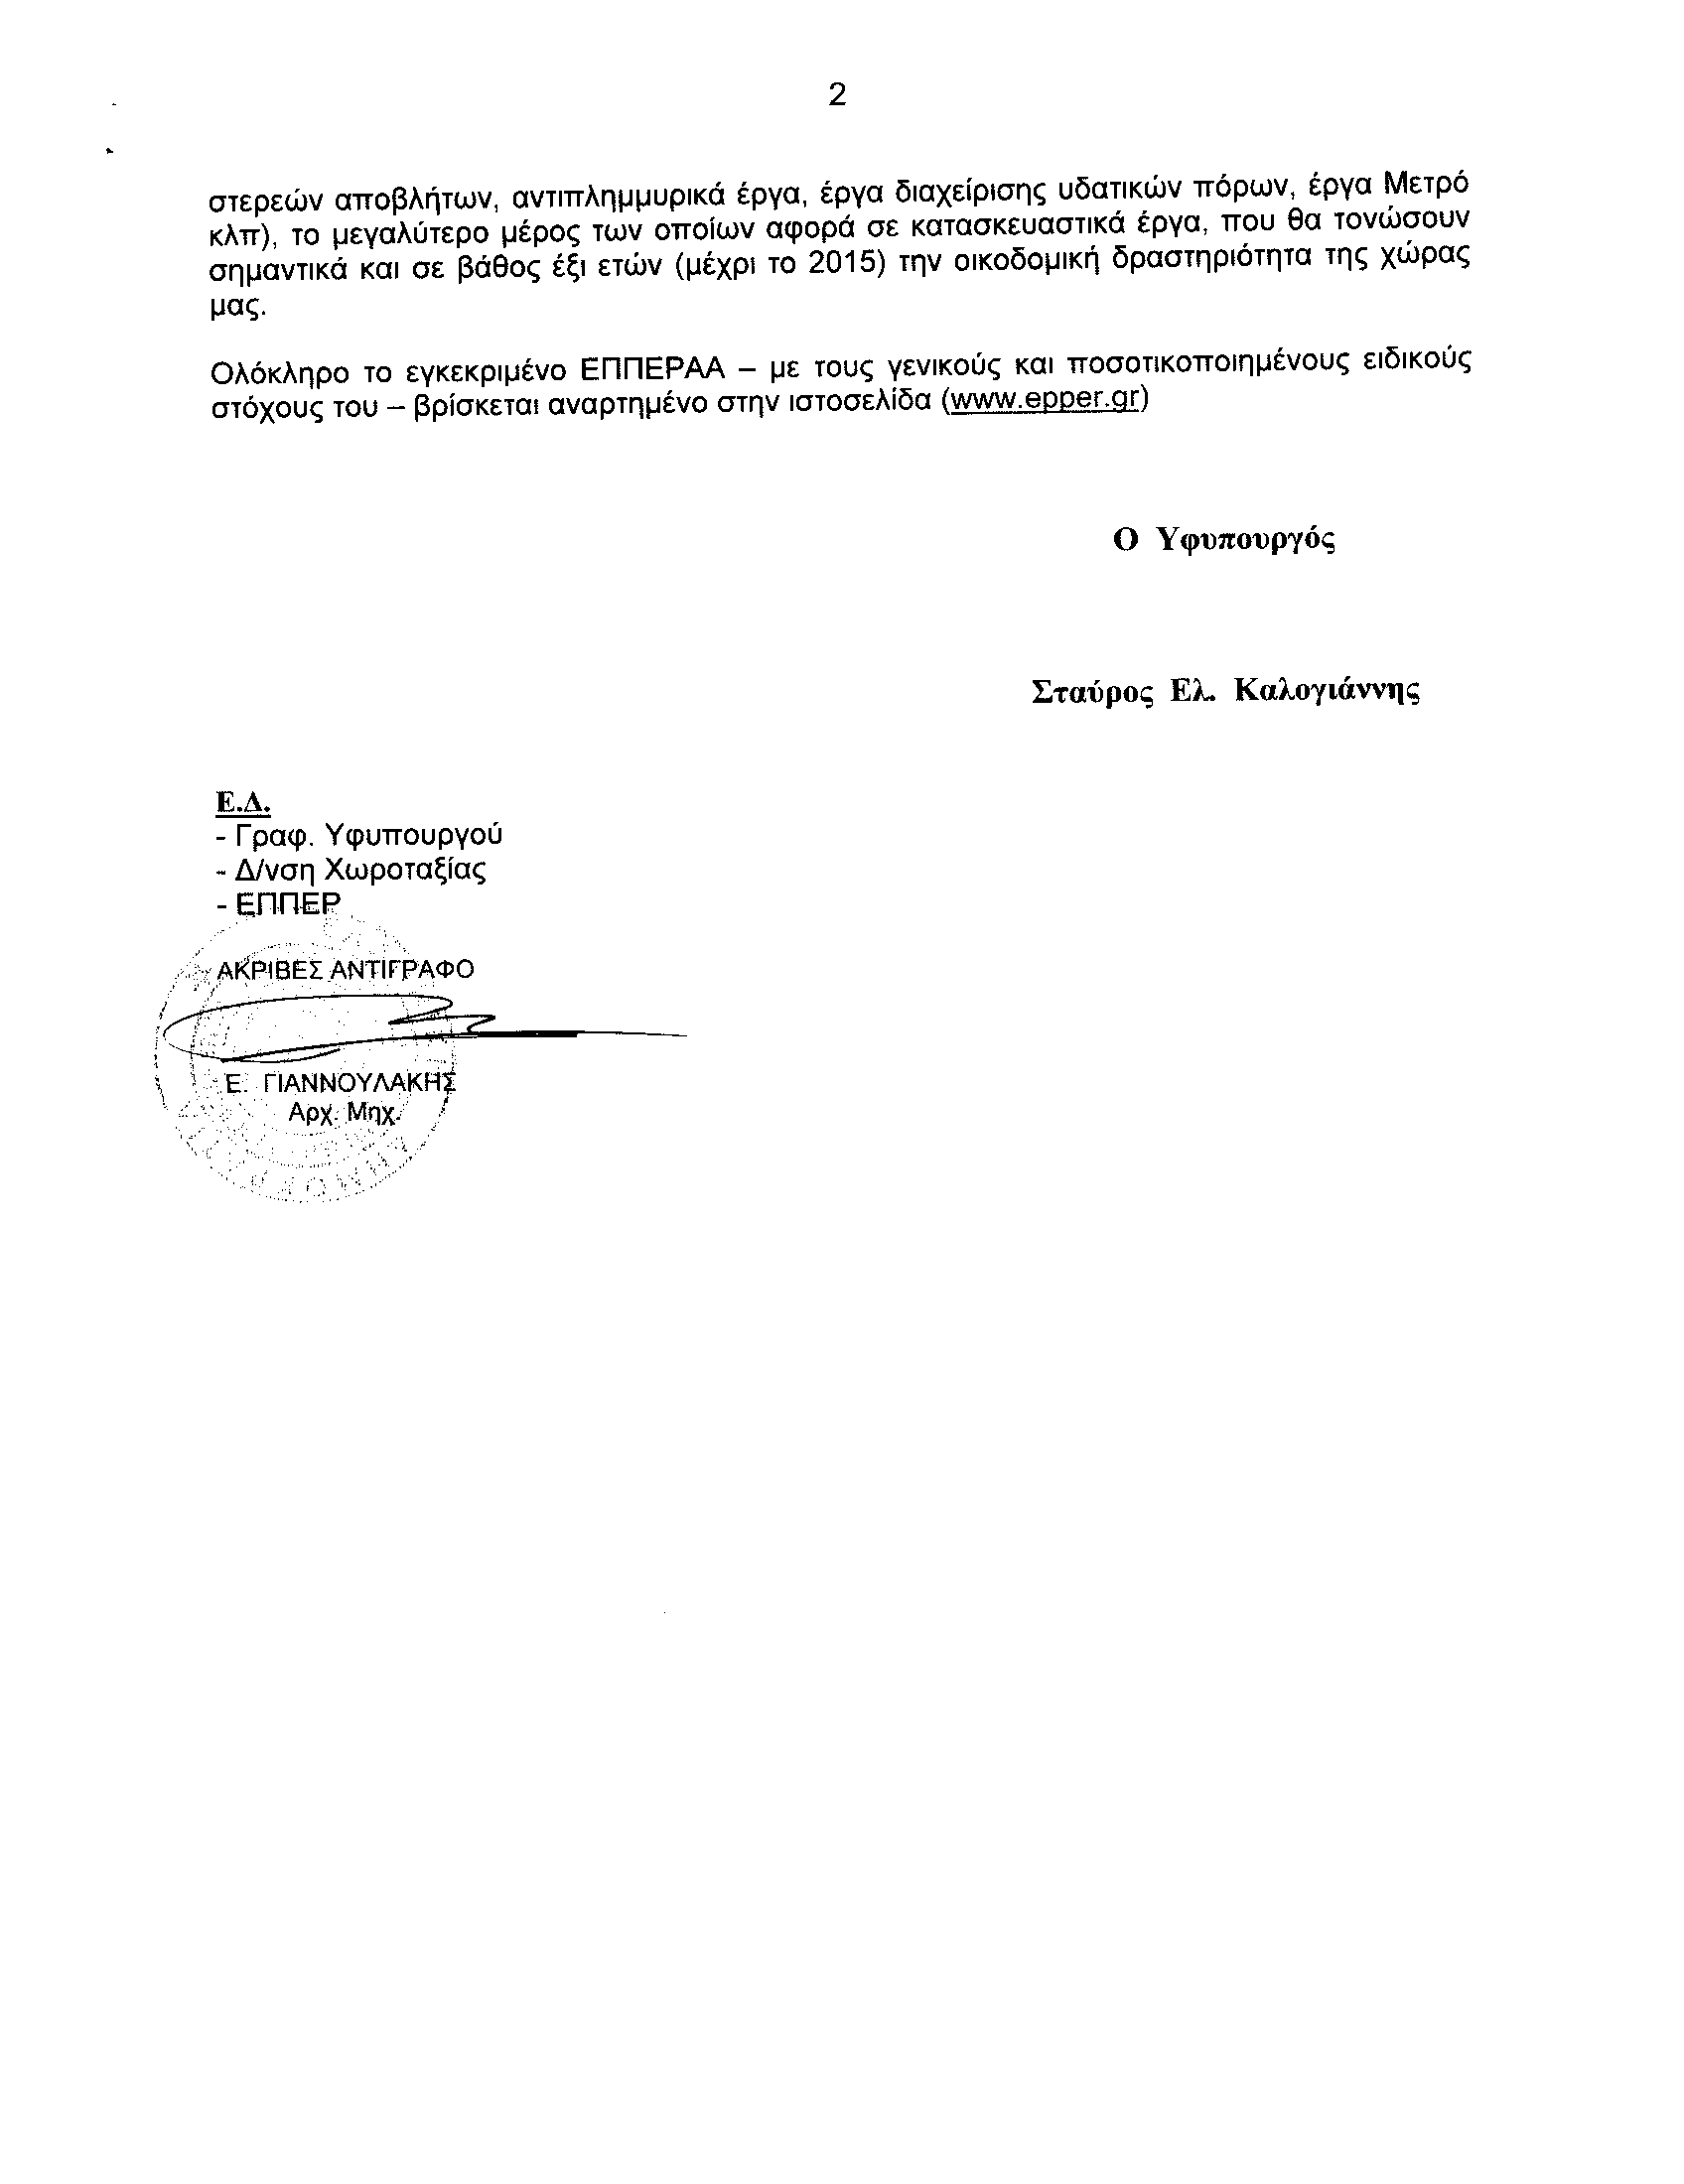 2
στερεών αποβλήτων, αντιπλημμυρικά έργα, έργα διαχείρισης υδατικών πόρων, έργα Μετρό
κλπ), το μεγαλύτερο μέρος των οποίων αφορά σε κατασκευαστικά έργα, που θα τονώσουν
σημαντικά και σε βάθος έξι ετών (μέχρι το 2015) την οικοδομική δραστηριότητα της χώρας
μας.
Ολόκληρο το εγκεκριμένο ΕΠΠΕΡΑΑ – με τους γενικούς και ποσοτικοποιημένους ειδικούς
στόχους του – βρίσκεται αναρτημένο στην ιστοσελίδα (www.epper.gr)
Ο Υφυπουργός
Σταύρος Ελ. Καλογιάννης
Ε.Δ.
- Γραφ. Υφυπουργού
- Δ/νση Χωροταξίας
- ΕΠΠΕΡ
ΑΚΡΙΒΕΣ ΑΝΤΙΓΡΑΦΟ
Ε. ΓΙΑΝΝΟΥΛΑΚΗΣ
Αρχ. Μηχ.